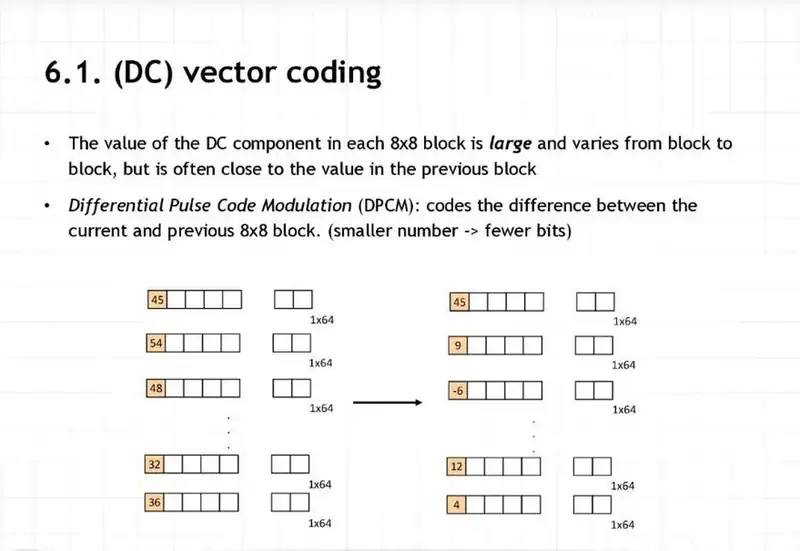 6.1. (DC) vector coding
• The value of the DC component in each 8x8 block is large and varies from block to
block, but is often close to the value in the previous block
• Differential Pulse Code Modulation (DPCM): codes the difference between the
current and previous 8x8 block. (smaller number -> fewer bits)
45
1x64
54
1x64
48
1x64
.
.
.
32
1x64
36
1x64
45
1x64
9
1x64
-6
1x64
.
.
.
12
1x64
4
1x64